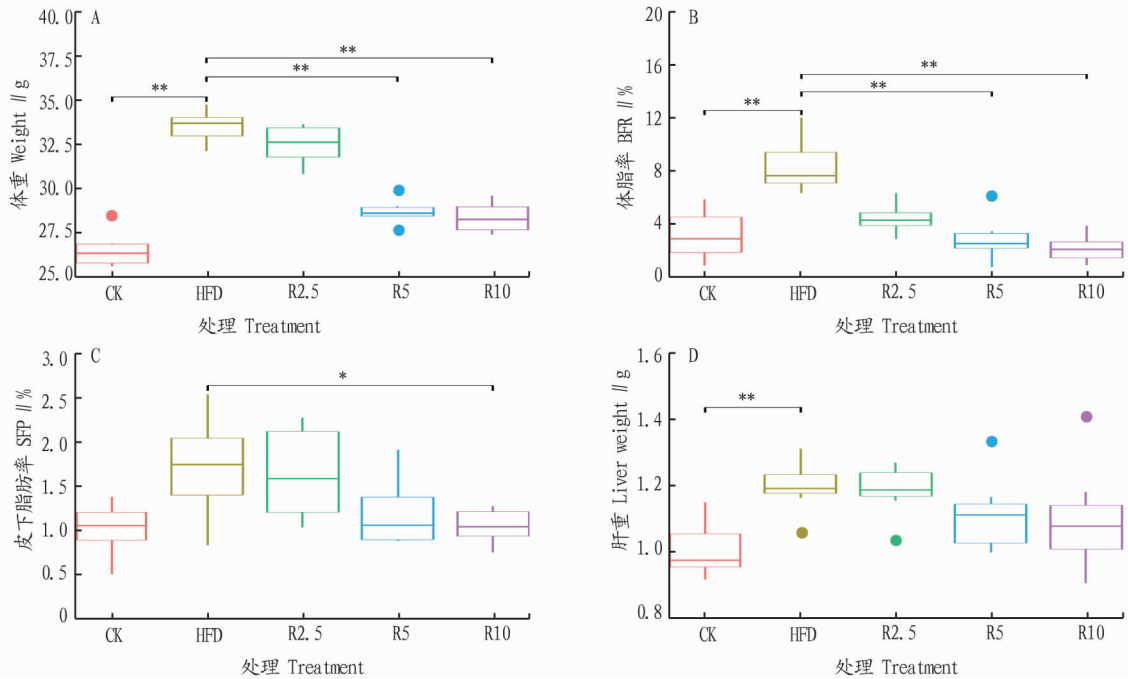 A
40.0
37.5
35.0
32.5
30.0
27.5
25.0
体重 Weight ∥g
**
**
**
CK HFD R2.5 R5 R10
处理 Treatment
B
20
16
12
8
4
0
体脂率 BFR ∥%
**
**
**
CK HFD R2.5 R5 R10
处理 Treatment
C
3.0
2.5
2.0
1.5
1.0
0.5
0
皮下脂肪率 SFP ∥%
*
CK HFD R2.5 R5 R10
处理 Treatment
D
1.6
1.4
1.2
1.0
0.8
肝重 Liver weight ∥g
**
CK HFD R2.5 R5 R10
处理 Treatment